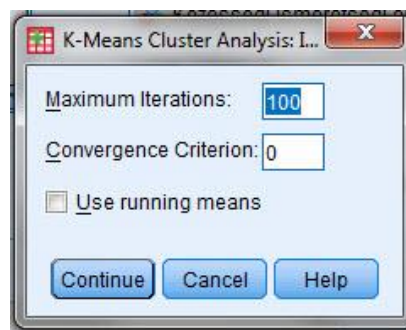 K-Means Cluster Analysis: I...
Maximum Iterations: 100
Convergence Criterion: 0
Use running means
Continue Cancel Help